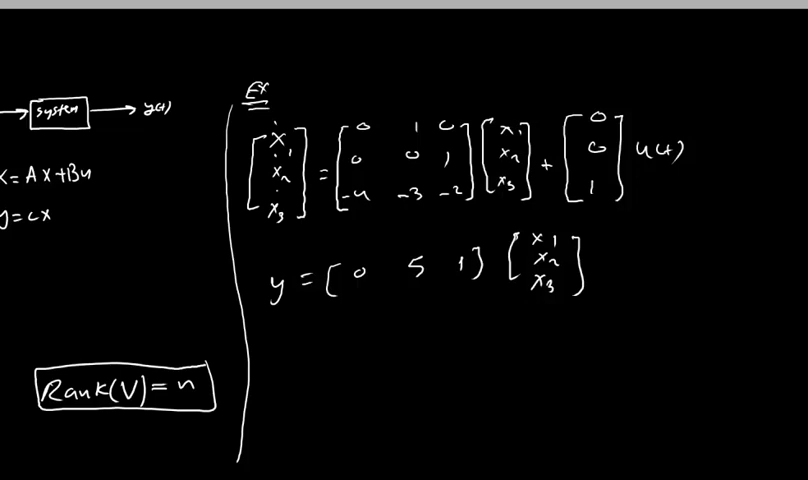 system
y(t)
ẋ = Ax + Bu
y = cx
Rank(V) = n
Ex
[ẋ1 ẋ2 ẋ3] = [0 1 0; 0 0 1; -4 -3 -2] [x1 x2 x3] + [0 0 1] u(t)
y = [0 5 1] [x1 x2 x3]